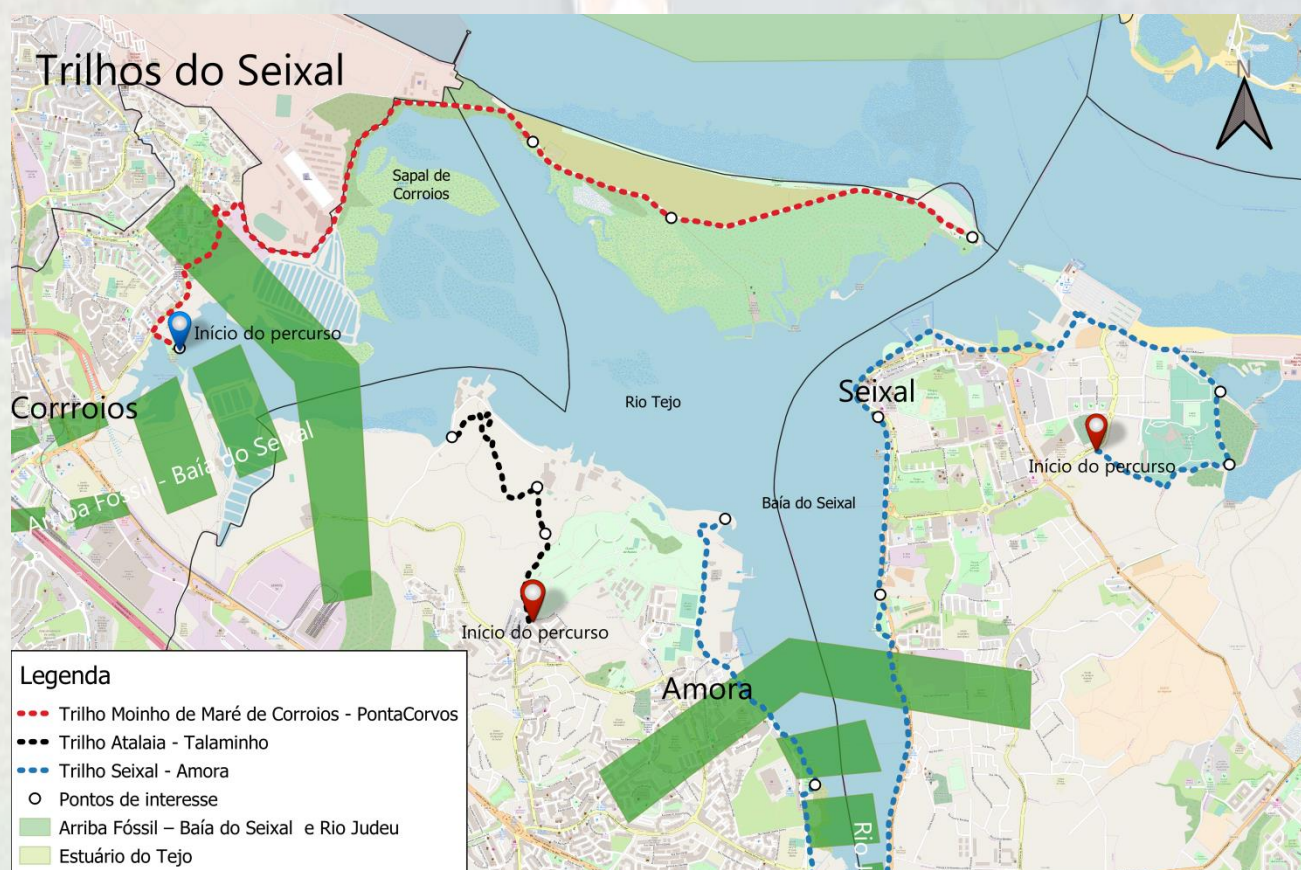 Trilhos do Seixal
N
Sapal de
Corroios
Início do percurso
Corrroios
Arriba Fóssil - Baía do Seixal
Rio Tejo
Seixal
Início do percurso
Baía do Seixal
Início do percurso
Amora
Rio J
Legenda
Trilho Moinho de Maré de Corroios - PontaCorvos
Trilho Atalaia - Talaminho
Trilho Seixal - Amora
Pontos de interesse
Arriba Fóssil – Baía do Seixal e Rio Judeu
Estuário do Tejo